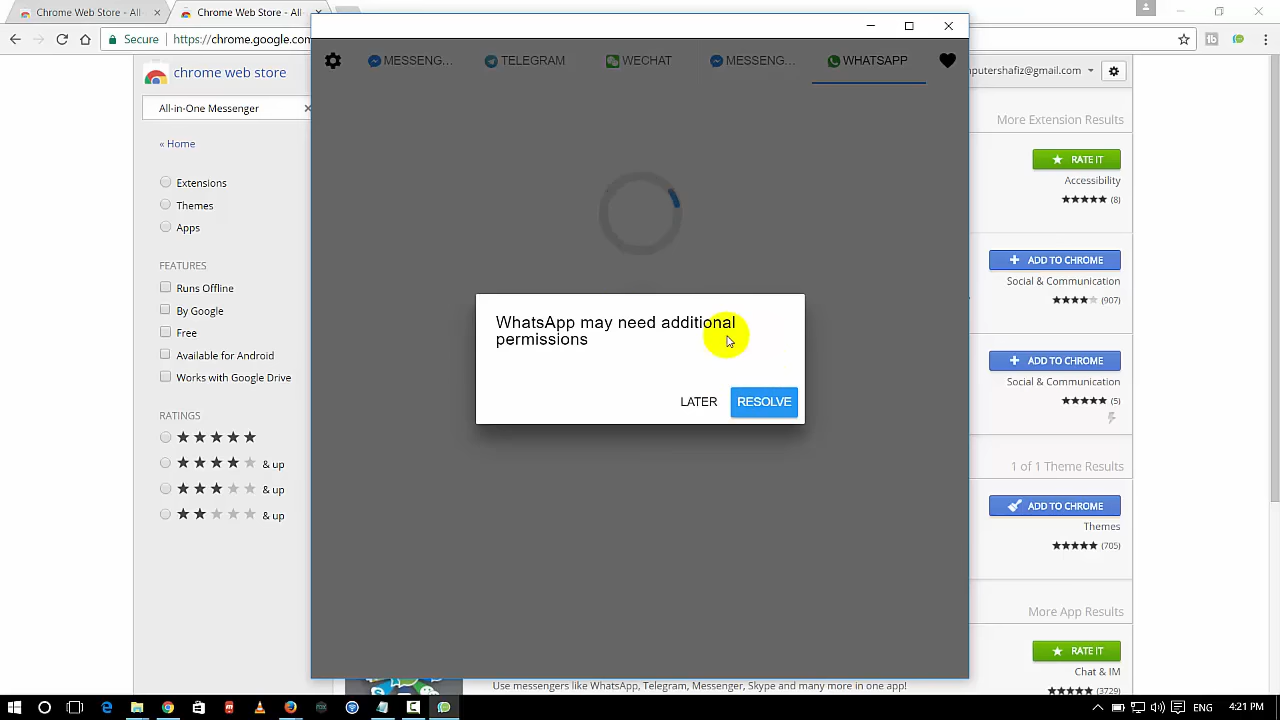 Chrome Web Store - All
Chrome Web Store - All
Secure
https://chrome.google.com
chrome web store
All-in-One Messenger
« Home
Extensions
Themes
Apps
FEATURES
Runs Offline
By Google
Free
Available for Android
Works with Google Drive
RATINGS
& up
& up
& up
MESSENG...
TELEGRAM
WECHAT
MESSENG...
WHATSAPP
WhatsApp may need additional
permissions
LATER
RESOLVE
nputershafiz@gmail.com
More Extension Results
RATE IT
Accessibility
(8)
ADD TO CHROME
Social & Communication
(907)
ADD TO CHROME
Social & Communication
(5)
1 of 1 Theme Results
ADD TO CHROME
Themes
(705)
More App Results
RATE IT
Chat & IM
(3729)
Use messengers like WhatsApp, Telegram, Messenger, Skype and many more in one app!
ENG
4:21 PM